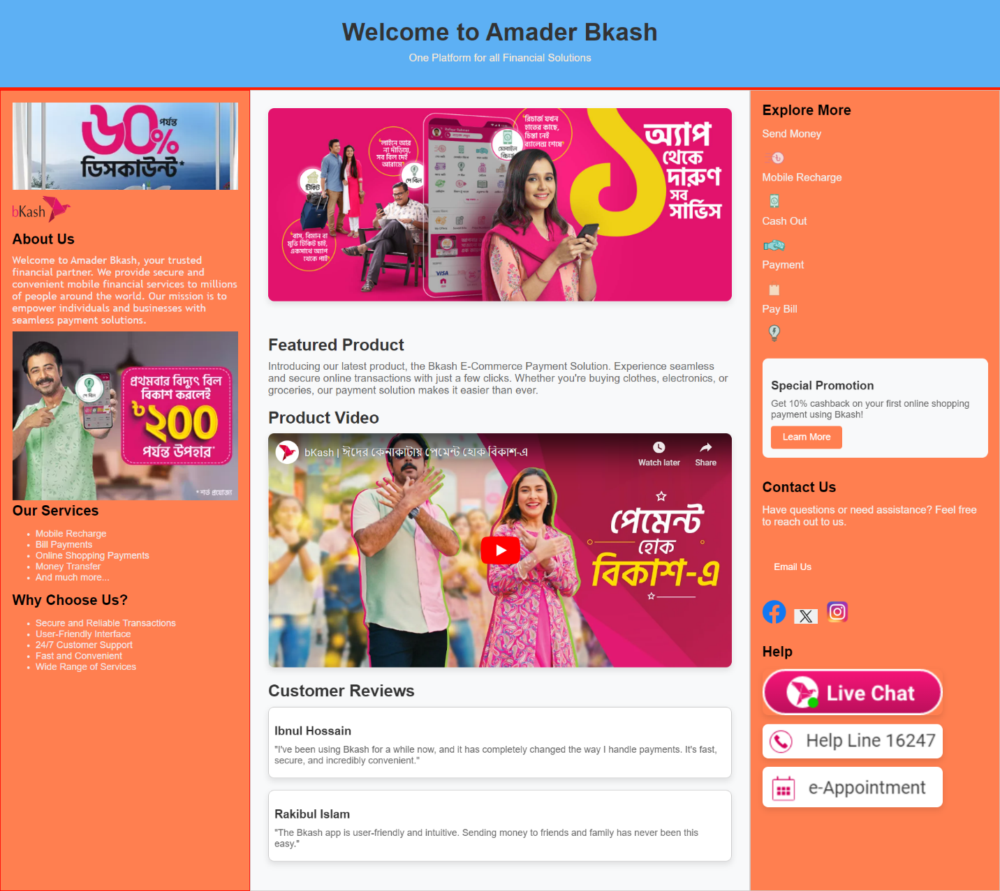 Welcome to Amader Bkash
One Platform for all Financial Solutions
৬০%
পর্যন্ত
ডিসকাউন্ট*
bKash
About Us
Welcome to Amader Bkash, your trusted
financial partner. We provide secure and
convenient mobile financial services to millions
of people around the world. Our mission is to
empower individuals and businesses with
seamless payment solutions.
পে বিল
প্রথমবার বিদ্যুৎ বিল
বিকাশ করলেই
৳২০০
পর্যন্ত উপহার*
* শর্ত প্রযোজ্য
Our Services
Mobile Recharge
Bill Payments
Online Shopping Payments
Money Transfer
And much more...
Why Choose Us?
Secure and Reliable Transactions
User-Friendly Interface
24/7 Customer Support
Fast and Convenient
Wide Range of Services
টিকিট
'লাইনে আর
না দাঁড়িয়ে,
সব বিল দেই
আরামে'
পে বিল
মোবাইল
রিচার্জ
'রিচার্জ যখন
হাতের কাছে,
চিন্তা নেই
ব্যালেন্স শেষে'
'বাস, বিমান বা
মুভি টিকিট চাই,
একসাথে অ্যাপ
থেকে পাই'
VISA
১
অ্যাপ
থেকে
দারুণ
সব
সার্ভিস
Featured Product
Introducing our latest product, the Bkash E-Commerce Payment Solution. Experience seamless
and secure online transactions with just a few clicks. Whether you're buying clothes, electronics, or
groceries, our payment solution makes it easier than ever.
Product Video
bKash | ঈদের কেনাকাটায় পেমেন্ট হোক বিকাশ-এ
Watch later
Share
পেমেন্ট
হোক
বিকাশ-এ
Customer Reviews
Ibnul Hossain
"I've been using Bkash for a while now, and it has completely changed the way I handle payments. It's fast,
secure, and incredibly convenient."
Rakibul Islam
"The Bkash app is user-friendly and intuitive. Sending money to friends and family has never been this
easy."
Explore More
Send Money
Mobile Recharge
Cash Out
Payment
Pay Bill
Special Promotion
Get 10% cashback on your first online shopping
payment using Bkash!
Learn More
Contact Us
Have questions or need assistance? Feel free
to reach out to us.
Email Us
Help
Live Chat
Help Line 16247
e-Appointment